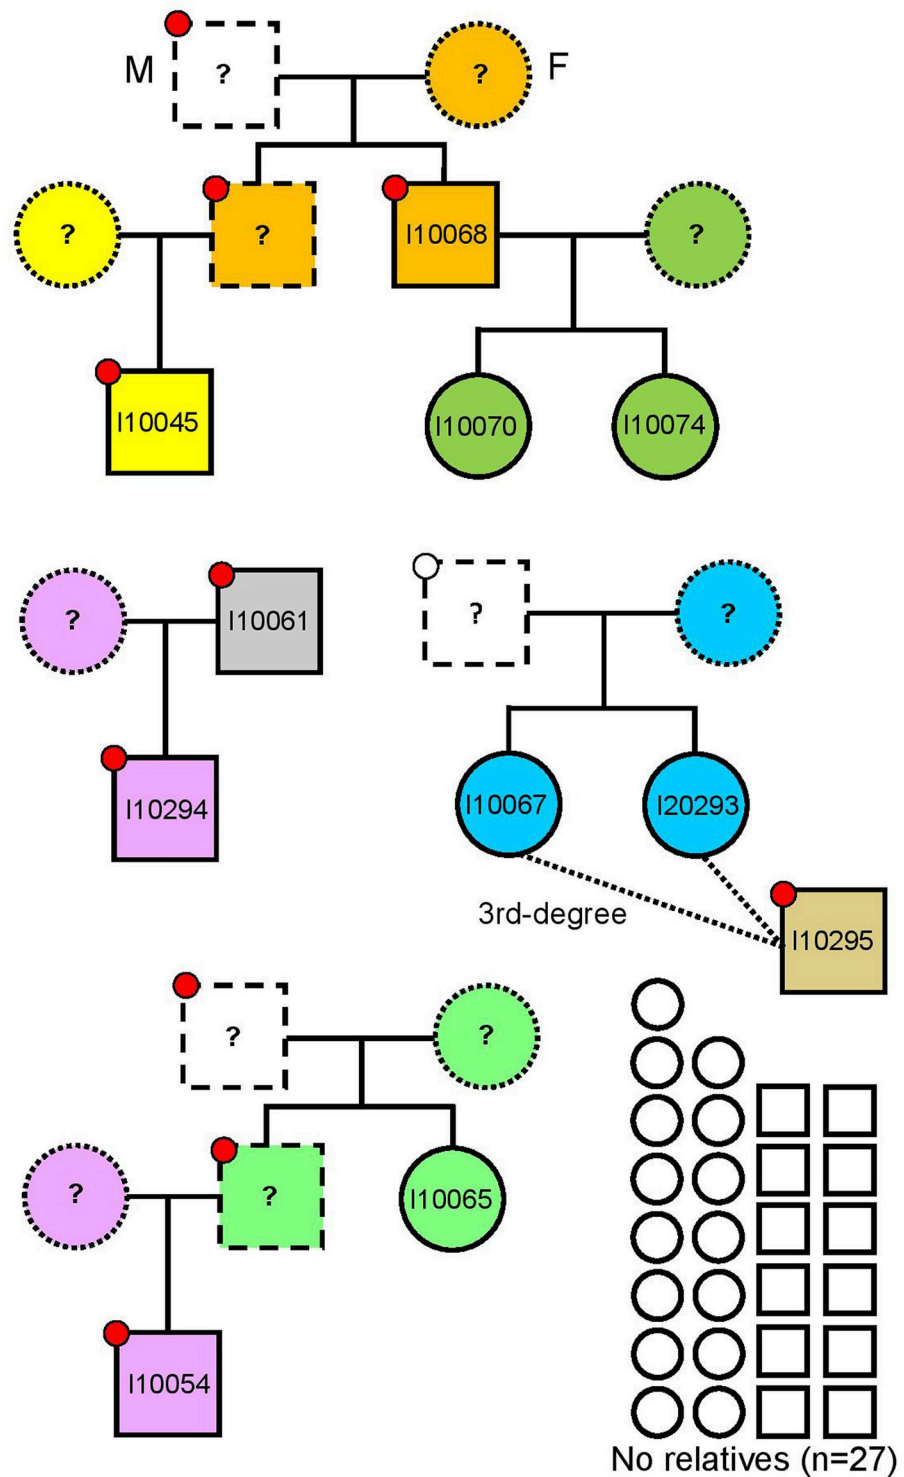 M ? ? F
? ? I10068 ?
I10045 I10070 I10074
? I10061 ? ?
I10294 I10067 I20293
3rd-degree
I10295
? ?
? ? I10065
I10054
No relatives (n=27)